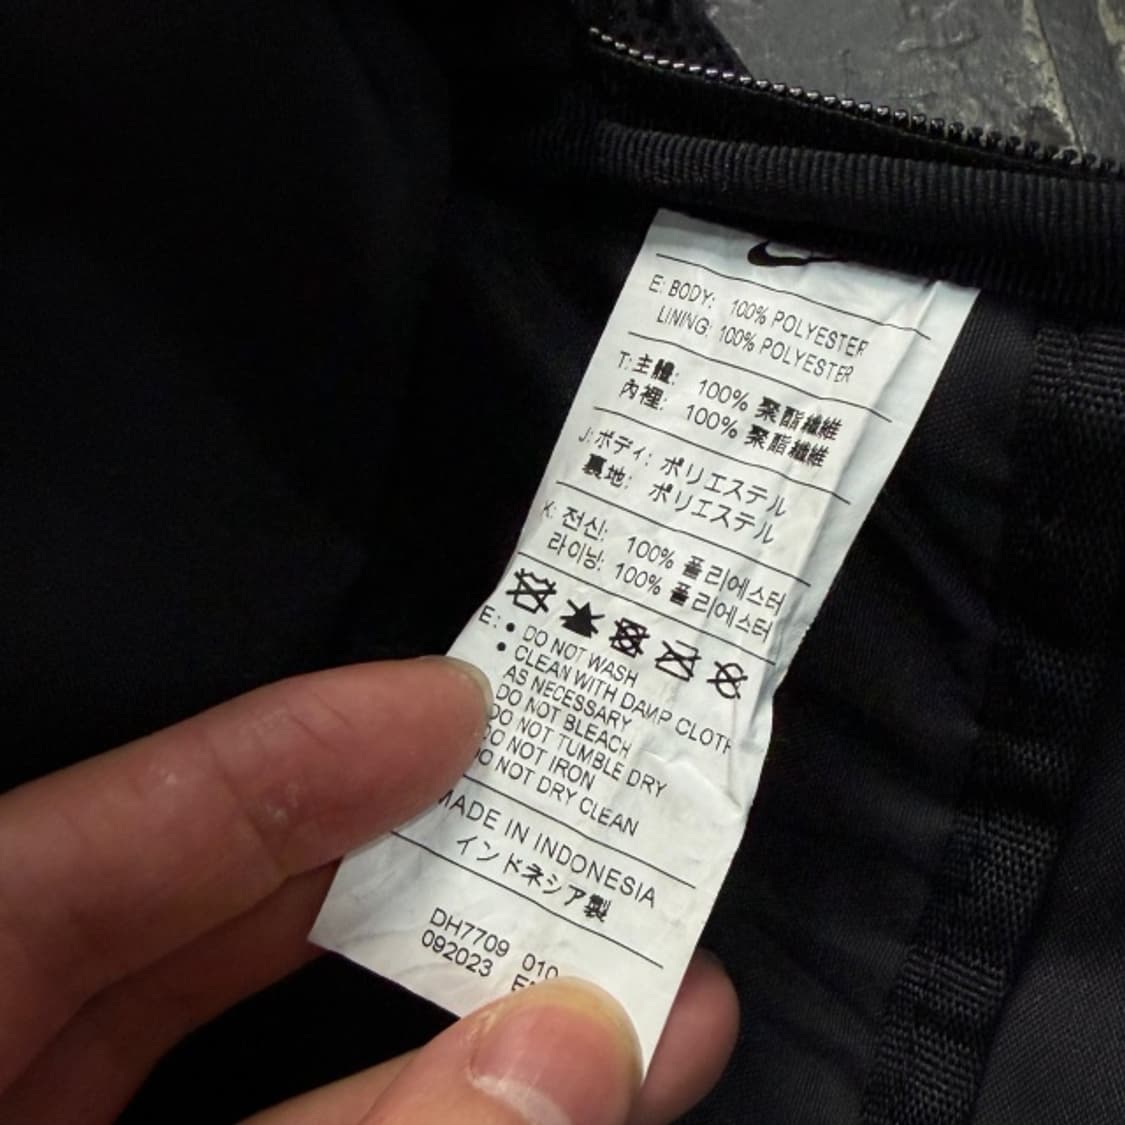 E: BODY: 100% POLYESTER
LINING: 100% POLYESTER
T: 主體: 100% 聚酯纖維
內裡: 100% 聚酯纖維
J: ボディ: ポリエステル
裏地: ポリエステル
K: 전신: 100% 폴리에스터
라이닝: 100% 폴리에스터
E: • DO NOT WASH
• CLEAN WITH DAMP CLOTH
AS NECESSARY
DO NOT BLEACH
DO NOT TUMBLE DRY
DO NOT IRON
DO NOT DRY CLEAN
MADE IN INDONESIA
インドネシア製
DH7709 010
092023